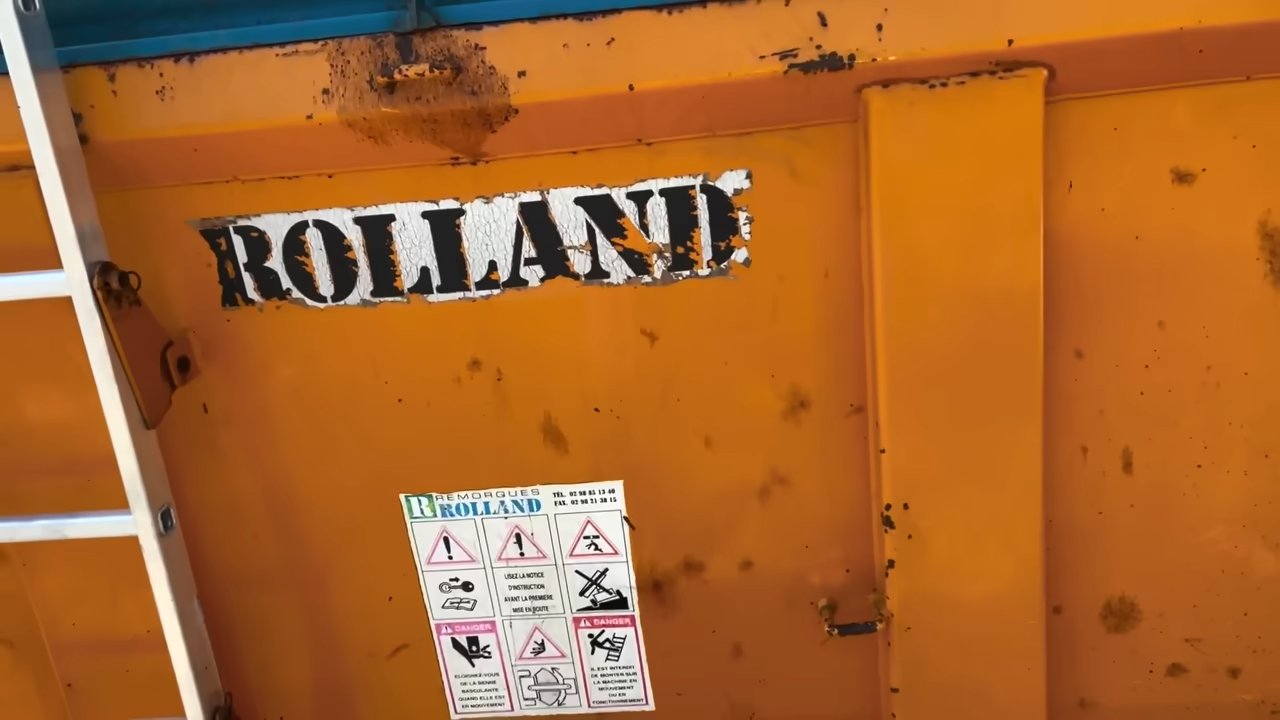 ROLLAND
REMORQUES
ROLLAND
TÉL. 02 98 85 13 40
FAX. 02 98 21 38 15
LISEZ LA NOTICE
D'INSTRUCTION
AVANT LA PREMIÈRE
MISE EN ROUTE
DANGER
ELOIGNEZ-VOUS
DE LA BENNE
BASCULANTE
QUAND ELLE EST
EN MOUVEMENT
DANGER
IL EST INTERDIT
DE MONTER SUR
LA MACHINE EN
MOUVEMENT
OU EN
FONCTIONNEMENT